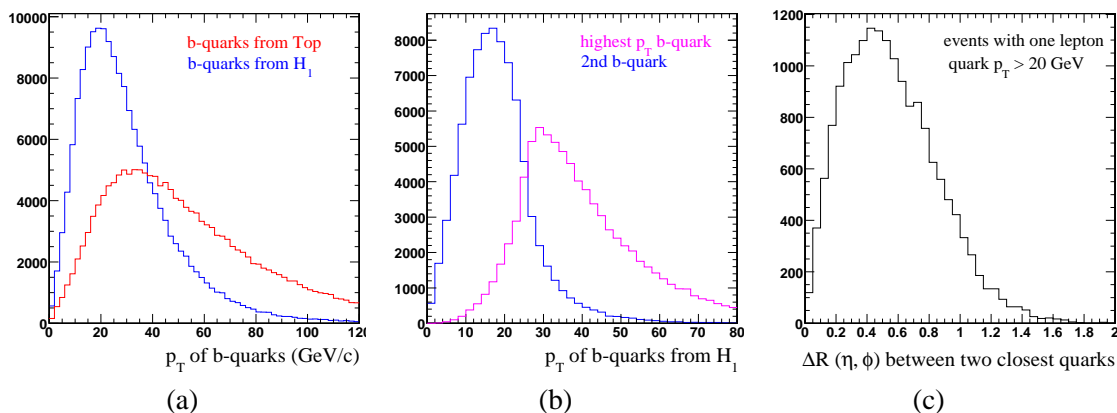 b-quarks from Top
b-quarks from H1
10000
8000
6000
4000
2000
0
0 20 40 60 80 100 120
pT of b-quarks (GeV/c)
(a)
highest pT b-quark
2nd b-quark
8000
7000
6000
5000
4000
3000
2000
1000
0
0 10 20 30 40 50 60 70 80
pT of b-quarks from H1
(b)
events with one lepton
quark pT > 20 GeV
1200
1000
800
600
400
200
0
0 0.2 0.4 0.6 0.8 1 1.2 1.4 1.6 1.8 2
ΔR (η, ϕ) between two closest quarks
(c)